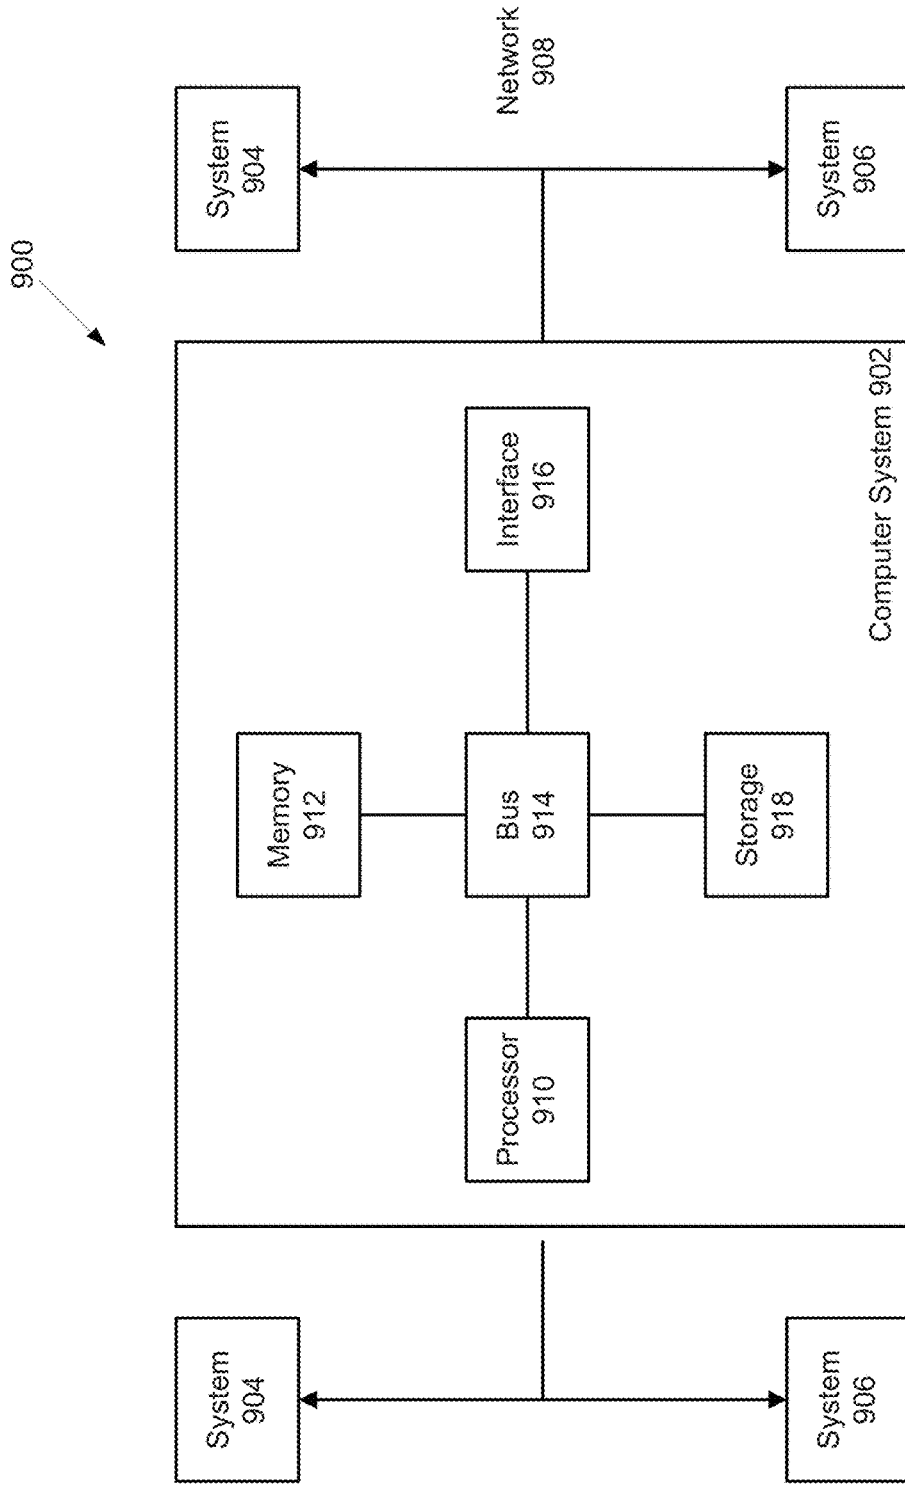 900
System
904
Memory
912
System
904
Processor
910
Bus
914
Interface
916
Network
908
System
906
Storage
918
Computer System 902
System
906